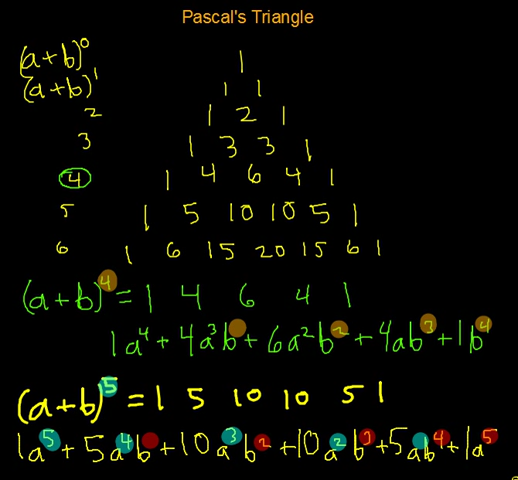 Pascal's Triangle
(a+b)⁰ 1
(a+b)¹ 1 1
2 1 2 1
3 1 3 3 1
4 1 4 6 4 1
5 1 5 10 10 5 1
6 1 6 15 20 15 6 1
(a+b)⁴ = 1 4 6 4 1
1a⁴ + 4a³b + 6a²b² + 4ab³ + 1b⁴
(a+b)⁵ = 1 5 10 10 5 1
1a⁵ + 5a⁴b + 10a³b² + 10a²b³ + 5ab⁴ + 1a⁵